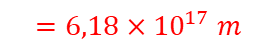 = 6,18 × 10¹⁷ m